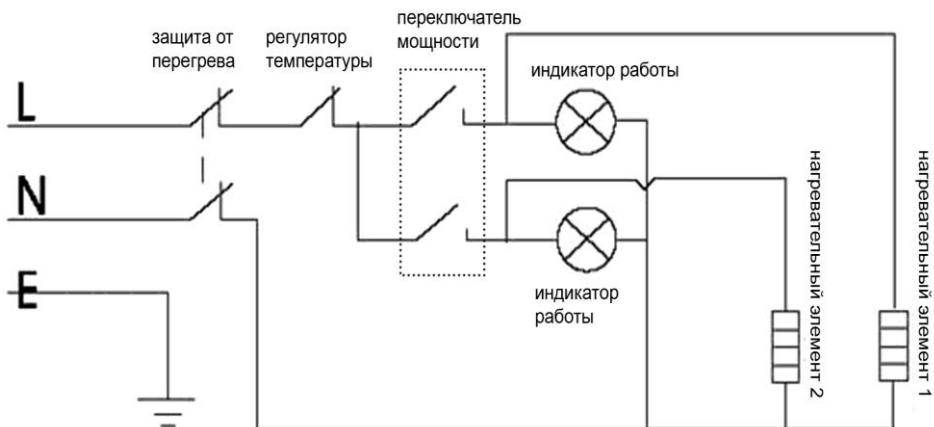 защита от
перегрева
регулятор
температуры
переключатель
мощности
индикатор работы
L
N
E
индикатор
работы
нагревательный элемент 2
нагревательный элемент 1